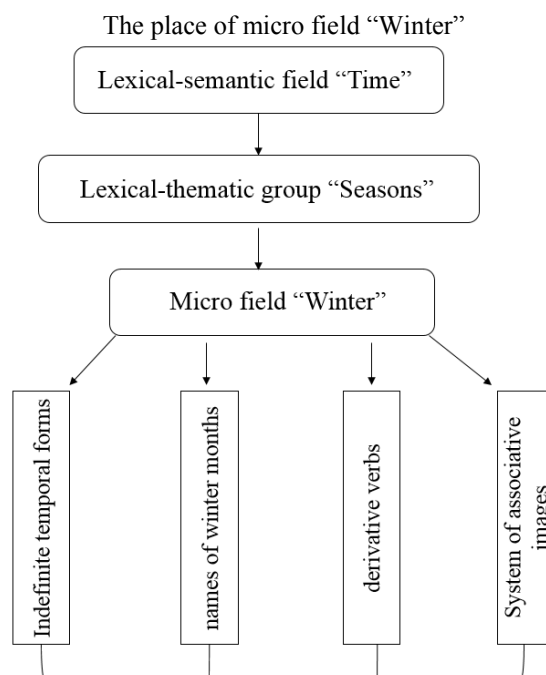 The place of micro field “Winter”
Lexical-semantic field “Time”
Lexical-thematic group “Seasons”
Micro field “Winter”
Indefinite temporal forms
names of winter months
derivative verbs
System of associative
images